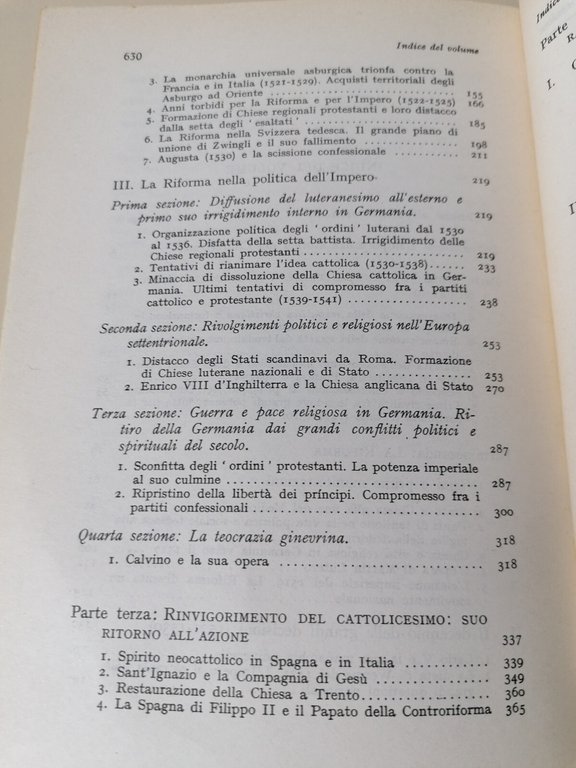 630 Indice del volume
3. La monarchia universale asburgica trionfa contro la
Francia e in Italia (1521-1529). Acquisti territoriali degli
Asburgo ad Oriente 155
4. Anni torbidi per la Riforma e per l'Impero (1522-1525) 166
5. Formazione di Chiese regionali protestanti e loro distacco
dalla setta degli 'esaltati' 185
6. La Riforma nella Svizzera tedesca. Il grande piano di
unione di Zwingli e il suo fallimento 198
7. Augusta (1530) e la scissione confessionale 211
III. La Riforma nella politica dell'Impero 219
Prima sezione: Diffusione del luteranesimo all'esterno e
primo suo irrigidimento interno in Germania. 219
1. Organizzazione politica degli 'ordini' luterani dal 1530
al 1536. Disfatta della setta battista. Irrigidimento delle
Chiese regionali protestanti 219
2. Tentativi di rianimare l'idea cattolica (1530-1538) 233
3. Minaccia di dissoluzione della Chiesa cattolica in Ger-
mania. Ultimi tentativi di compromesso fra i partiti
cattolico e protestante (1539-1541) 238
Seconda sezione: Rivolgimenti politici e religiosi nell'Europa
settentrionale. 253
1. Distacco degli Stati scandinavi da Roma. Formazione
di Chiese luterane nazionali e di Stato 253
2. Enrico VIII d'Inghilterra e la Chiesa anglicana di Stato 270
Terza sezione: Guerra e pace religiosa in Germania. Ri-
tiro della Germania dai grandi conflitti politici e
spirituali del secolo. 287
1. Sconfitta degli 'ordini' protestanti. La potenza imperiale
al suo culmine 287
2. Ripristino della libertà dei príncipi. Compromesso fra i
partiti confessionali 300
Quarta sezione: La teocrazia ginevrina. 318
1. Calvino e la sua opera 318
Parte terza: RINVIGORIMENTO DEL CATTOLICESIMO: SUO
RITORNO ALL'AZIONE 337
1. Spirito neocattolico in Spagna e in Italia 339
2. Sant'Ignazio e la Compagnia di Gesù 349
3. Restaurazione della Chiesa a Trento 360
4. La Spagna di Filippo II e il Papato della Controriforma 365
Indice
Parte
I.